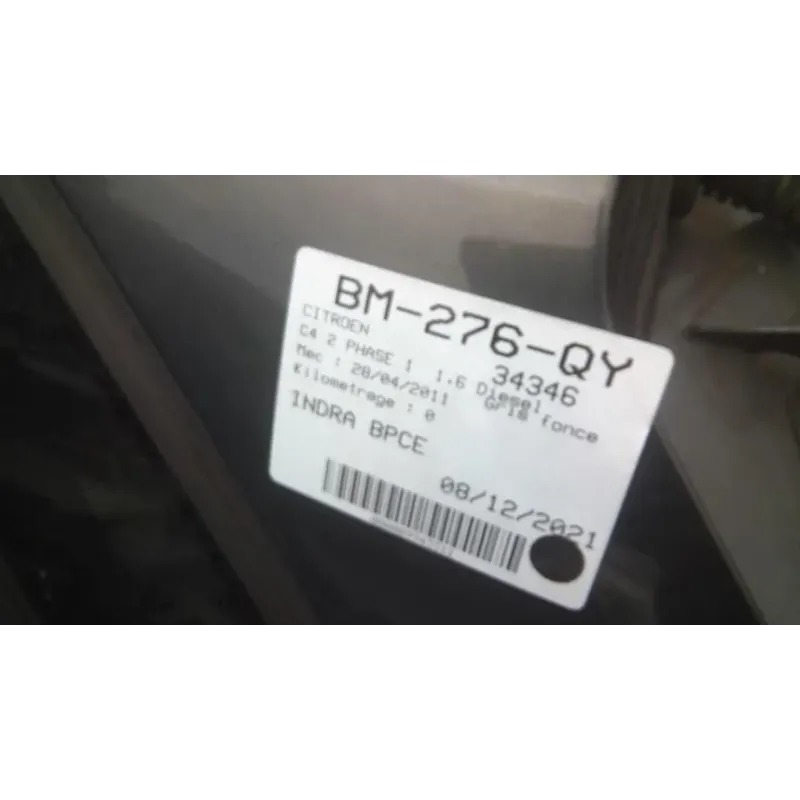 BM-276-QY
CITROEN 34346
C4 2 PHASE 1 1.6 Diesel
Mec : 28/04/2011 Gris fonce
Kilometrage : 0
INDRA BPCE
08/12/2021